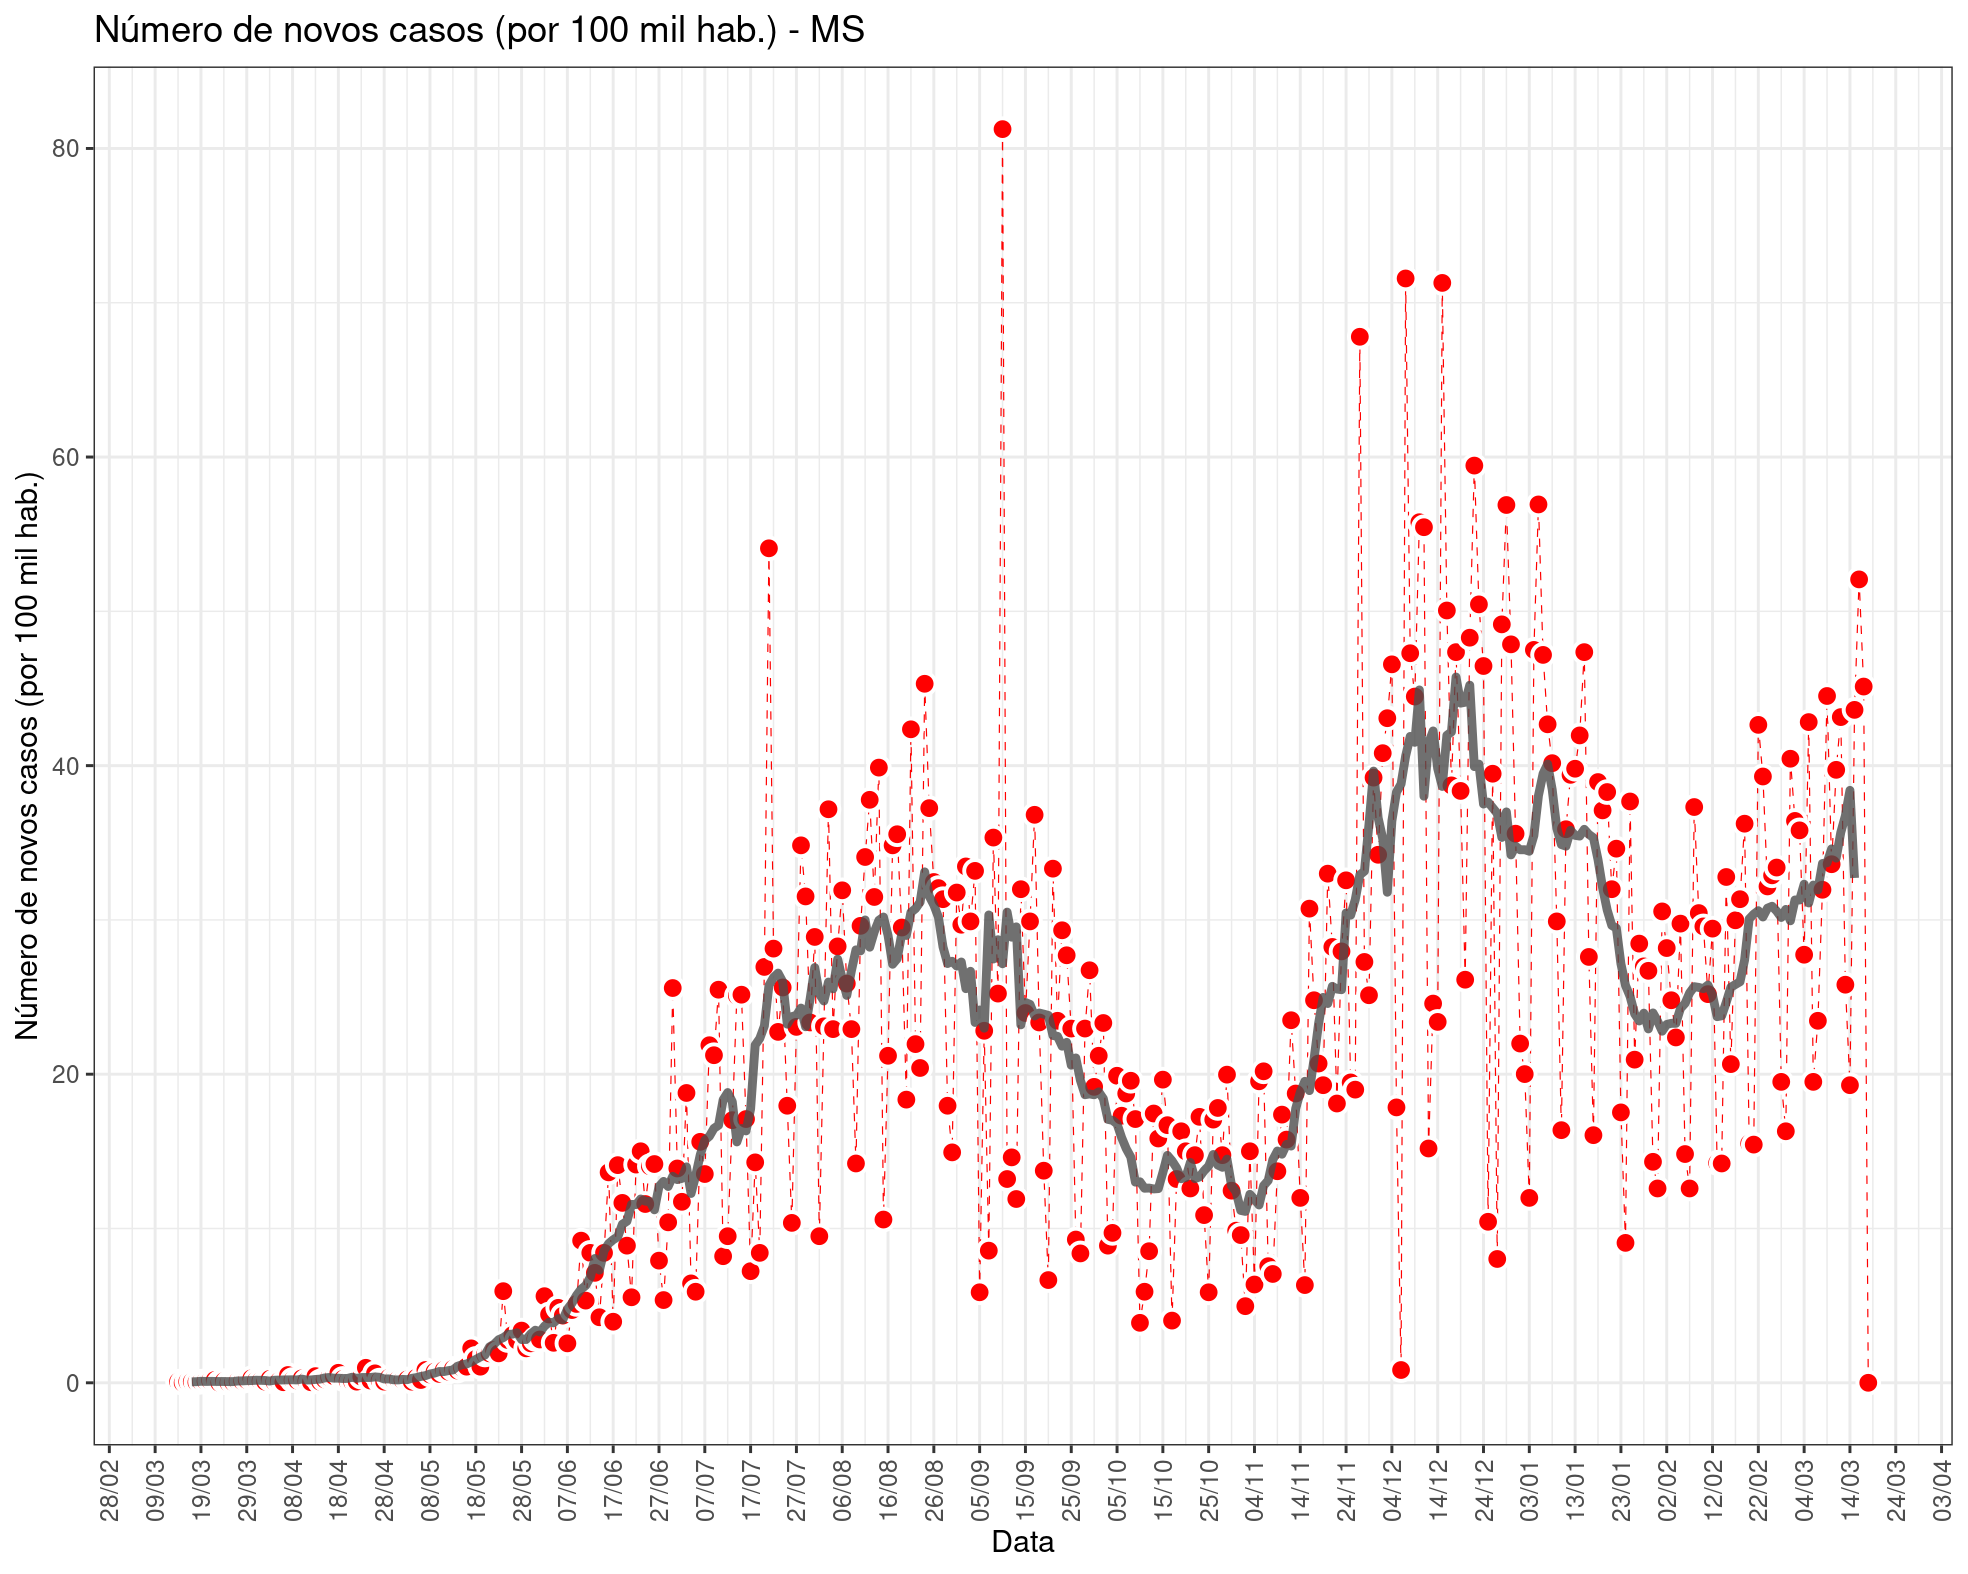 Número de novos casos (por 100 mil hab.) - MS
Número de novos casos (por 100 mil hab.)
80
60
40
20
0
28/02 09/03 19/03 29/03 08/04 18/04 28/04 08/05 18/05 28/05 07/06 17/06 27/06 07/07 17/07 27/07 06/08 16/08 26/08 05/09 15/09 25/09 05/10 15/10 25/10 04/11 14/11 24/11 04/12 14/12 24/12 03/01 13/01 23/01 02/02 12/02 22/02 04/03 14/03 24/03 03/04
Data